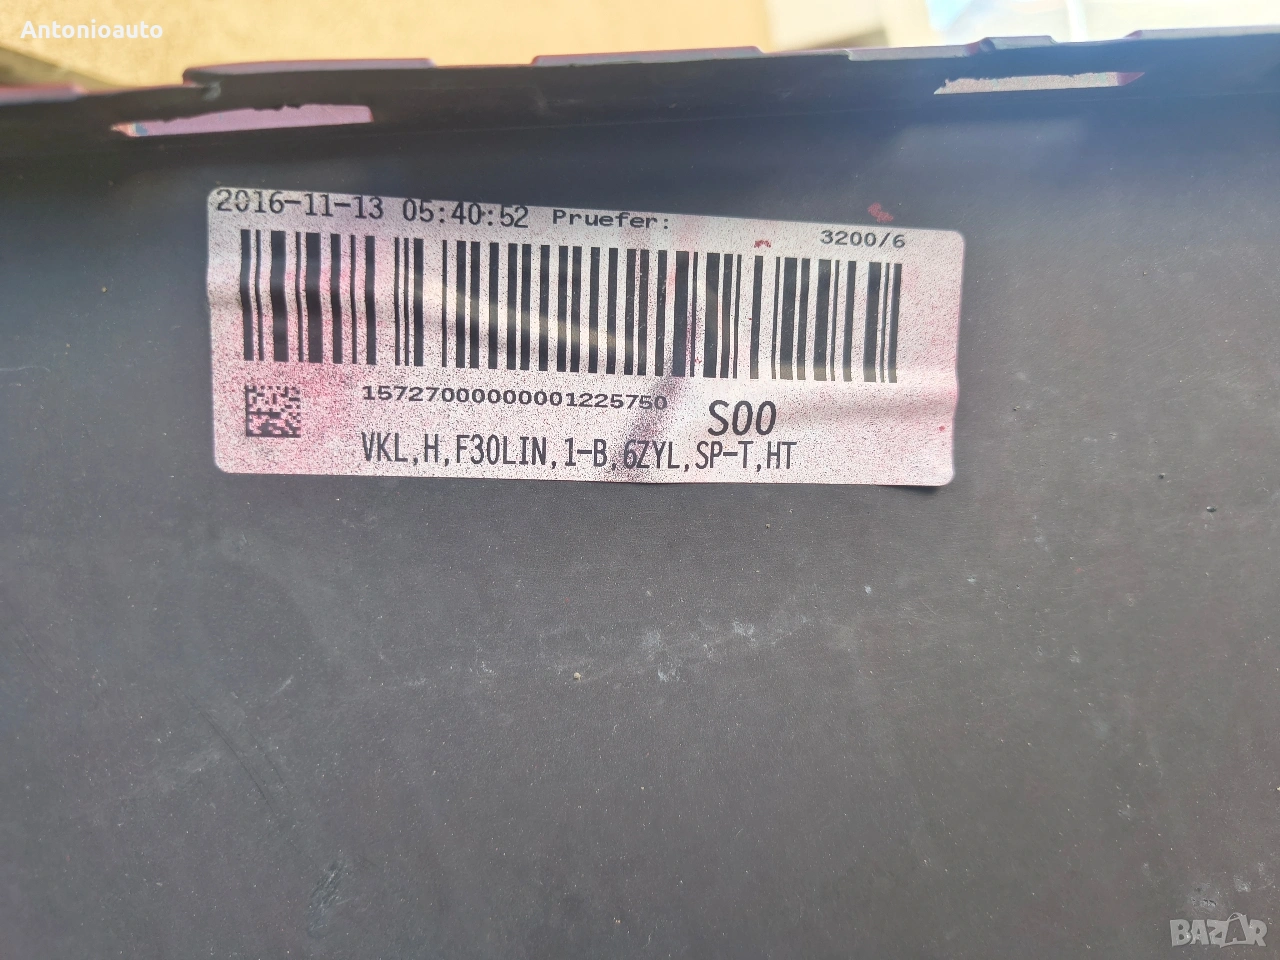 Antonioauto
2016-11-13 05:40:52 Pruefer: 3200/6
15727000000001225750 S00
VKL,H,F30LIN,1-B,6ZYL,SP-T,HT
BAZAR